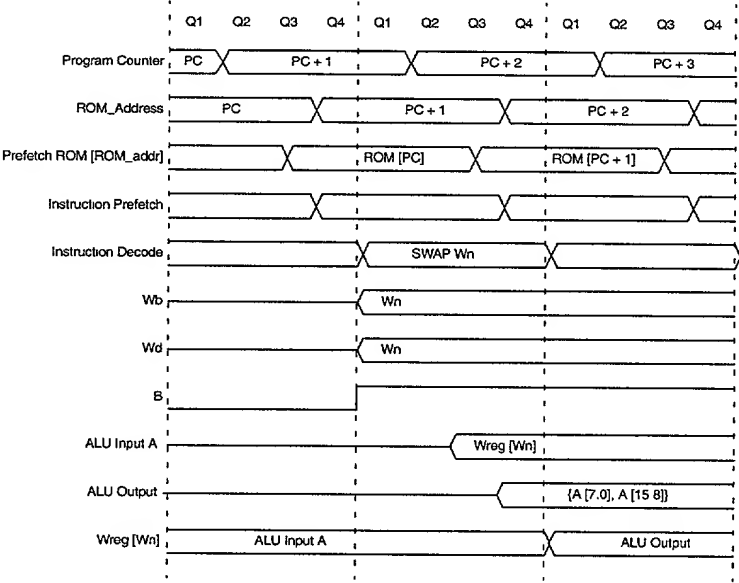 Q1 Q2 Q3 Q4 Q1 Q2 Q3 Q4 Q1 Q2 Q3 Q4
Program Counter PC PC + 1 PC + 2 PC + 3
ROM_Address PC PC + 1 PC + 2
Prefetch ROM [ROM_addr] ROM [PC] ROM [PC + 1]
Instruction Prefetch
Instruction Decode SWAP Wn
Wb Wn
Wd Wn
B
ALU Input A Wreg [Wn]
ALU Output {A [7.0], A [15 8]}
Wreg [Wn] ALU Input A ALU Output